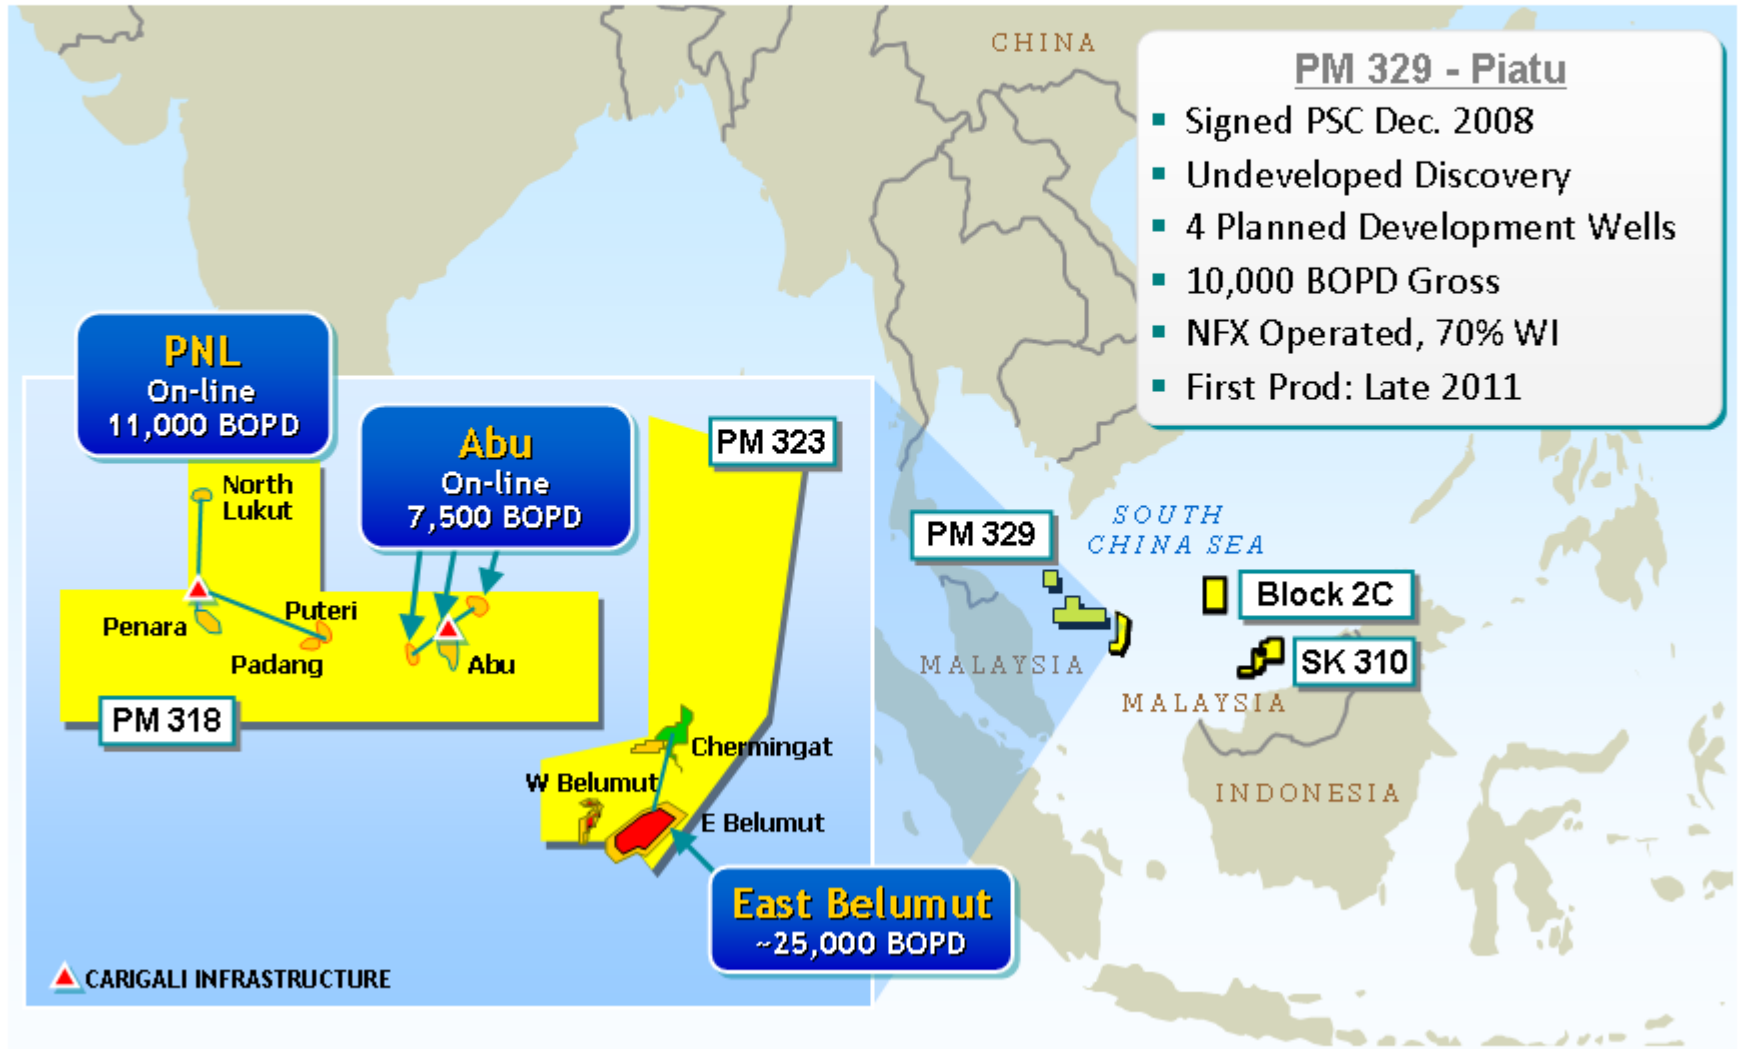 CHINA
PM 329 - Piatu
▪ Signed PSC Dec. 2008
▪ Undeveloped Discovery
▪ 4 Planned Development Wells
▪ 10,000 BOPD Gross
▪ NFX Operated, 70% WI
▪ First Prod: Late 2011
PNL
On-line
11,000 BOPD
Abu
On-line
7,500 BOPD
PM 323
North
Lukut
Penara
Puteri
Padang
Abu
PM 318
Chermingat
W Belumut
E Belumut
East Belumut
~25,000 BOPD
CARIGALI INFRASTRUCTURE
PM 329
SOUTH
CHINA SEA
Block 2C
SK 310
MALAYSIA
MALAYSIA
INDONESIA